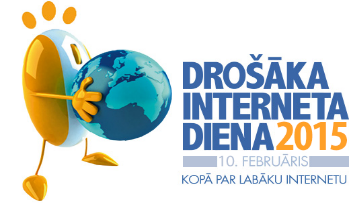 DROŠĀKA
INTERNETA
DIENA 2015
10. FEBRUĀRIS
KOPĀ PAR LABĀKU INTERNETU